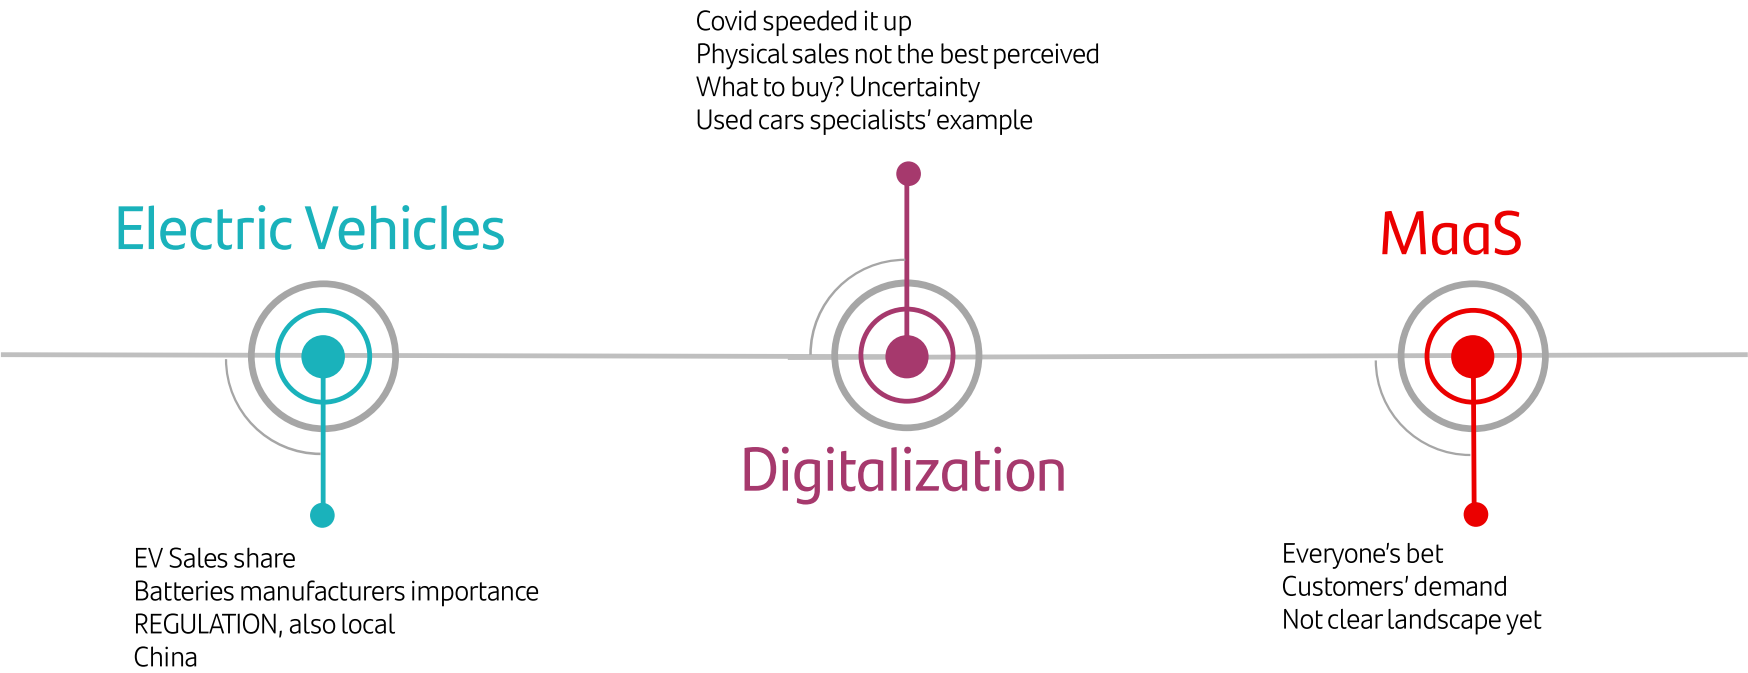 Covid speeded it up
Physical sales not the best perceived
What to buy? Uncertainty
Used cars specialists’ example
Electric Vehicles
MaaS
Digitalization
EV Sales share
Batteries manufacturers importance
REGULATION, also local
China
Everyone’s bet
Customers’ demand
Not clear landscape yet